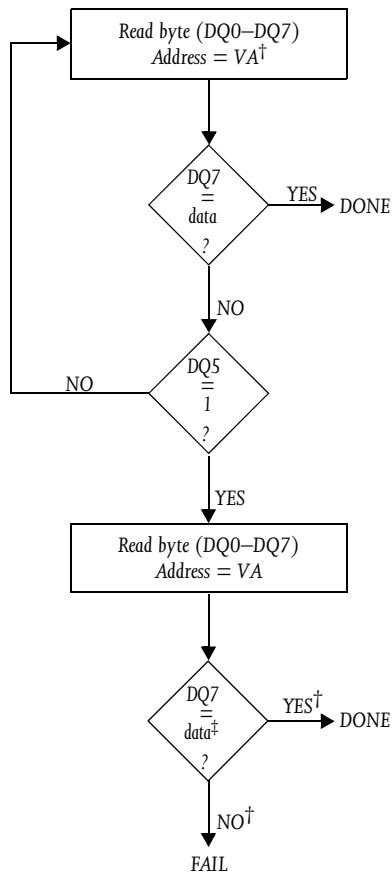 Read byte (DQ0–DQ7)
Address = VA†
DQ7
=
data
?
YES
DONE
NO
DQ5
=
1
?
NO
YES
Read byte (DQ0–DQ7)
Address = VA
DQ7
=
data‡
?
YES†
DONE
NO†
FAIL